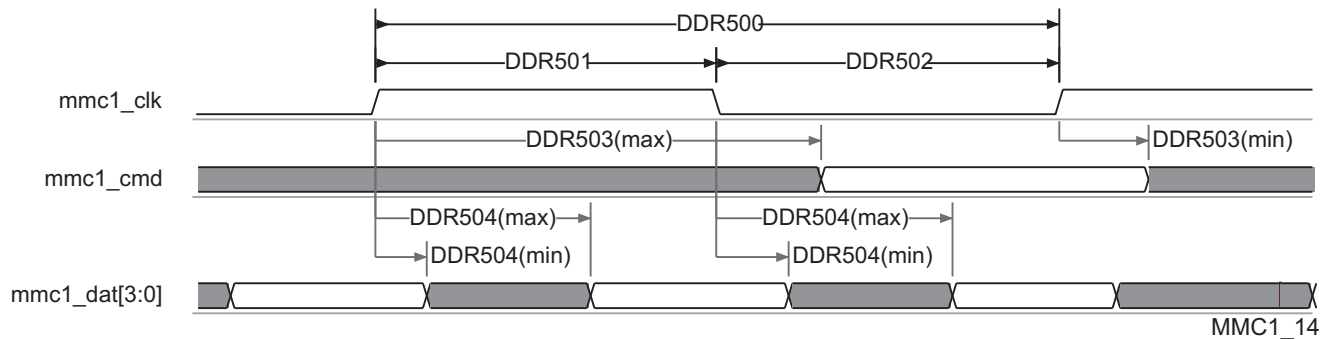 DDR500
DDR501
DDR502
mmc1_clk
DDR503(max)
DDR503(min)
mmc1_cmd
DDR504(max)
DDR504(max)
DDR504(min)
DDR504(min)
mmc1_dat[3:0]
MMC1_14